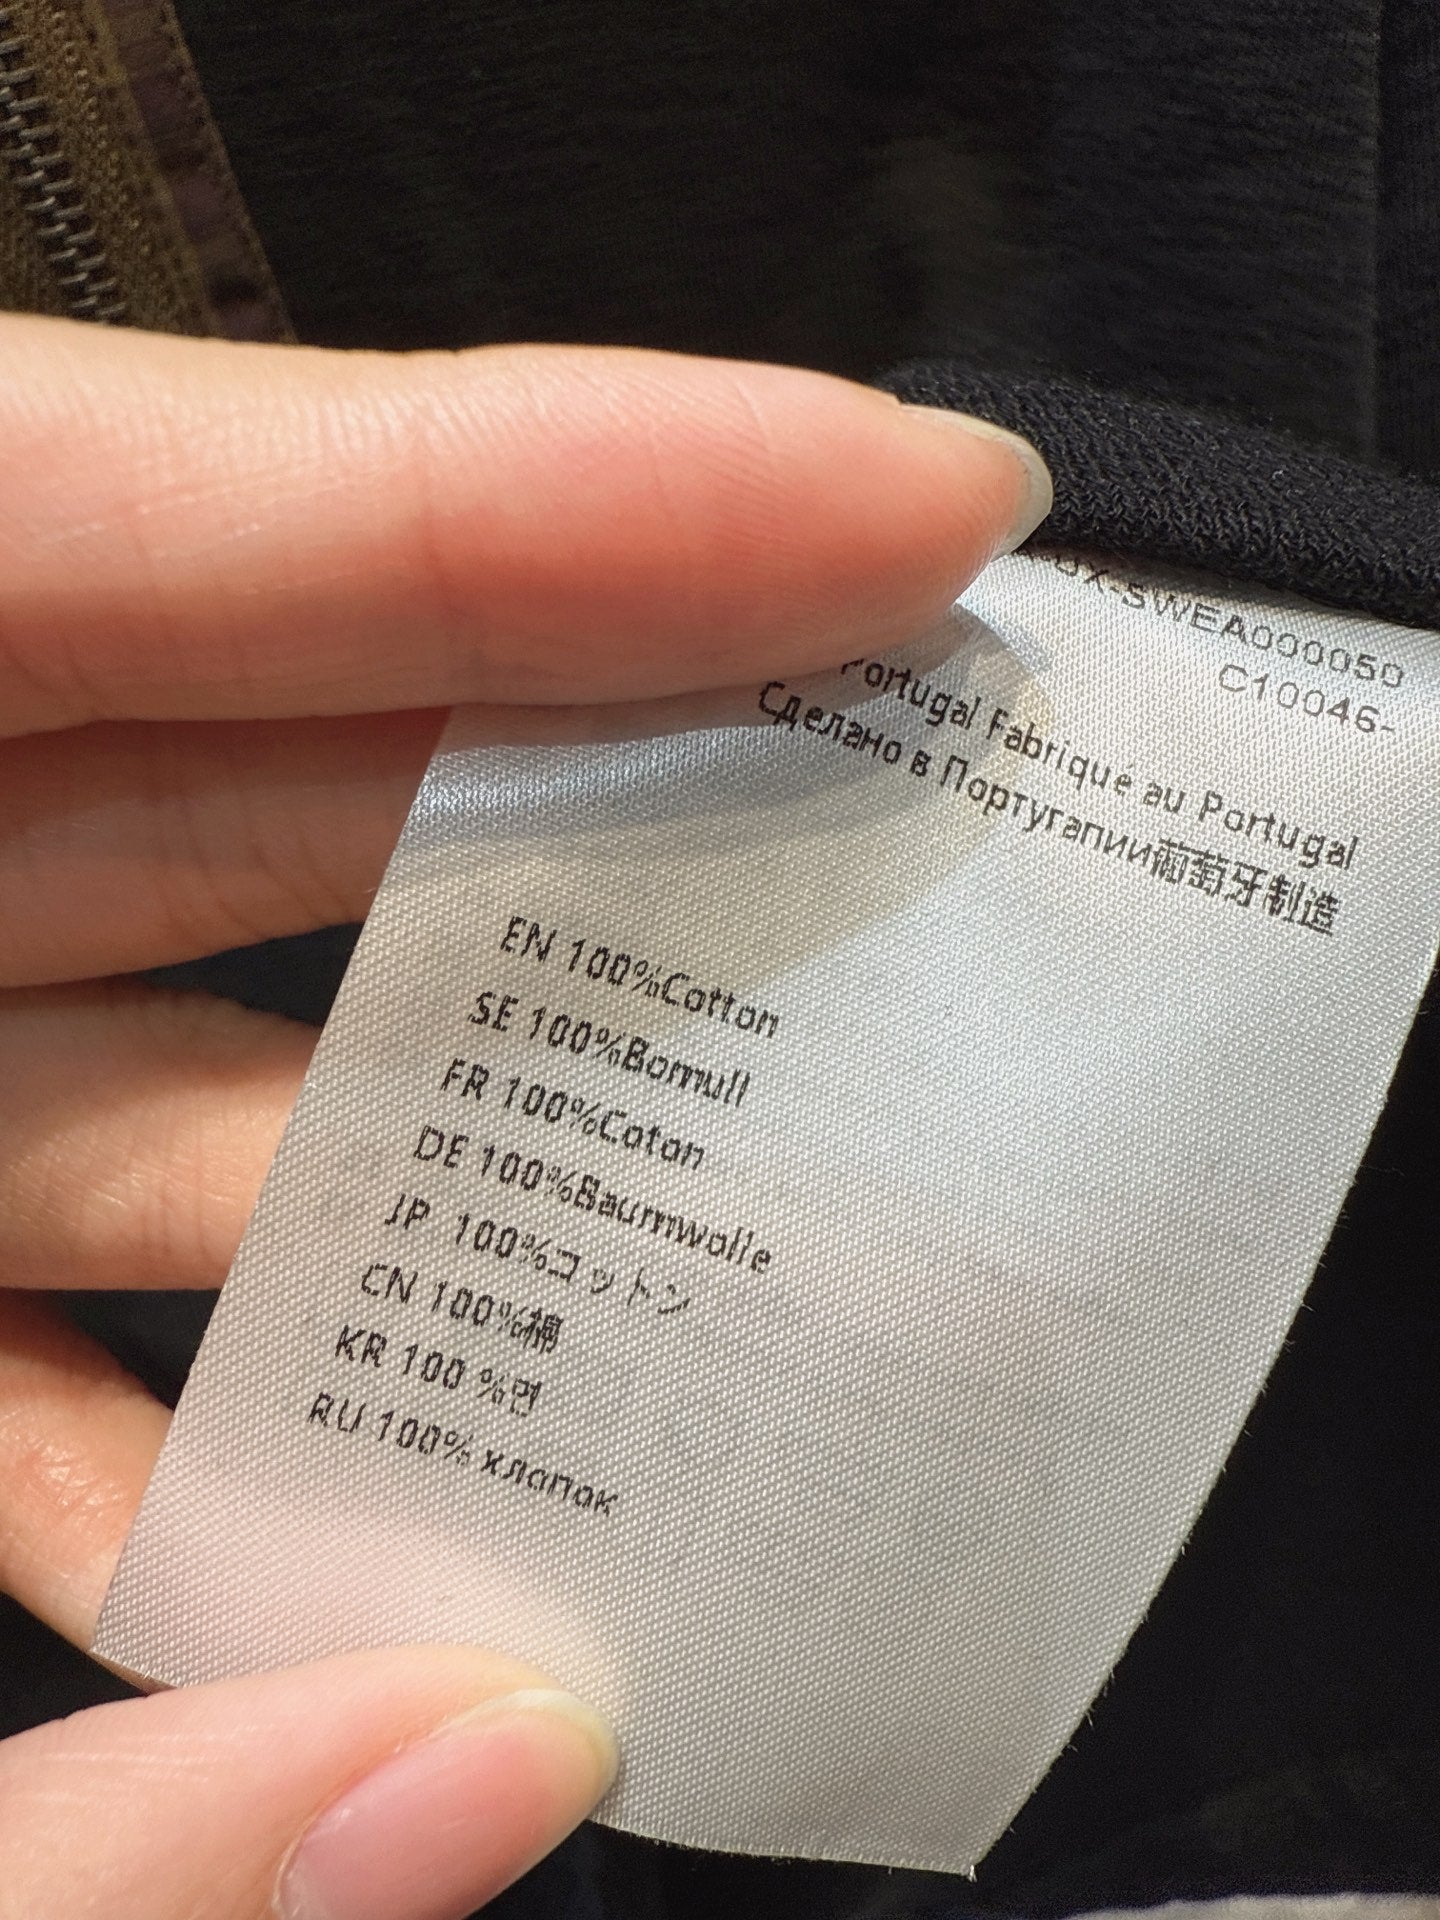 UX-SWEA000050
C10046-
Portugal Fabriqué au Portugal
Сделано в Португалии葡萄牙制造
EN 100%Cotton
SE 100%Bomull
FR 100%Coton
DE 100%Baumwolle
JP 100%コットン
CN 100%棉
KR 100 %면
RU 100% хлопок